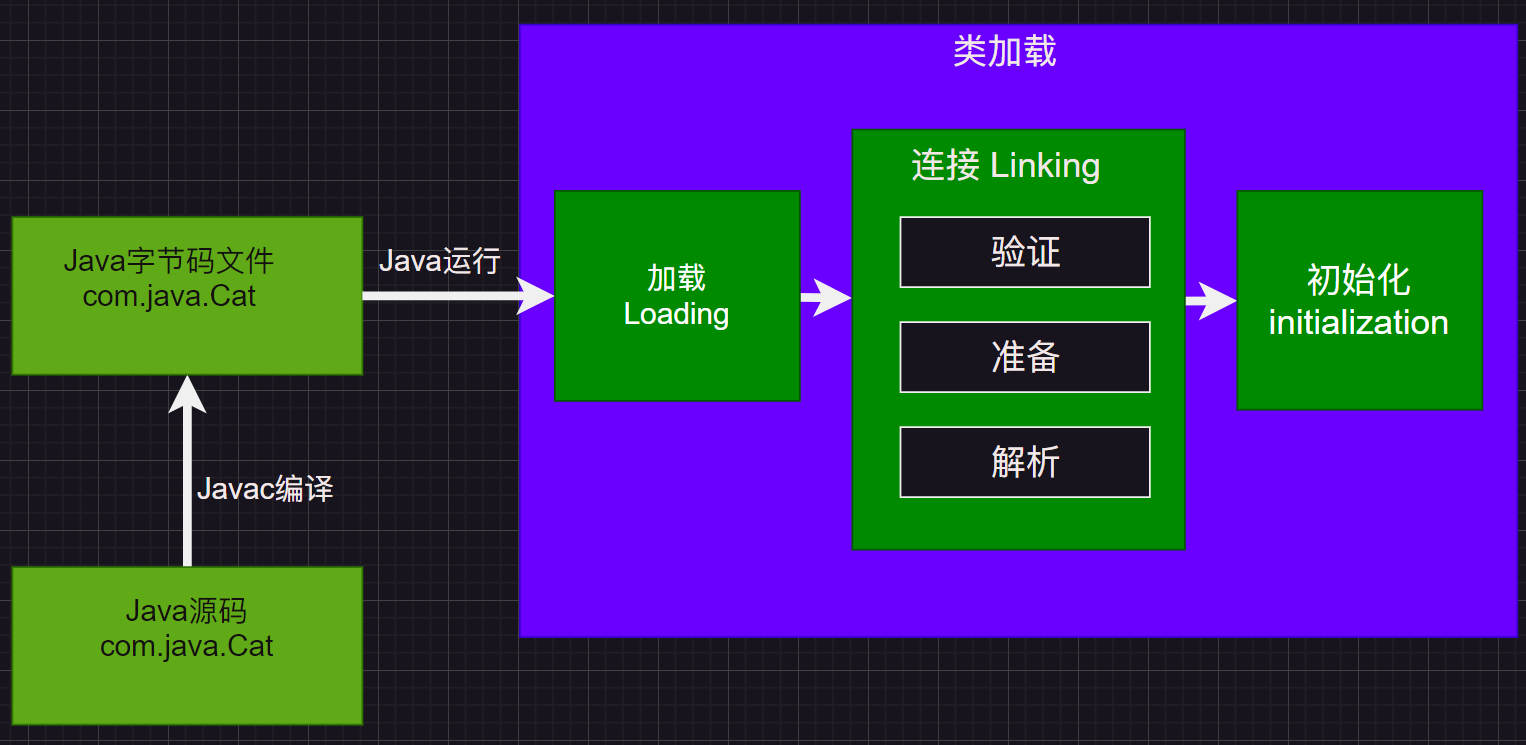 类加载
连接 Linking
Java字节码文件
com.java.Cat
Java运行
加载
Loading
验证
准备
解析
初始化
initialization
Javac编译
Java源码
com.java.Cat